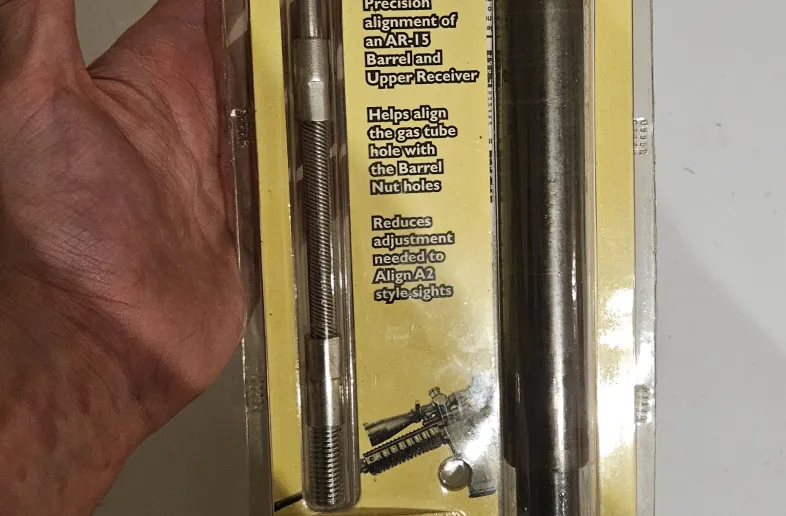 Precision
alignment of
an AR-15
Barrel and
Upper Receiver
Helps align
the gas tube
hole with
the Barrel
Nut holes
Reduces
adjustment
needed to
Align A2
style sights